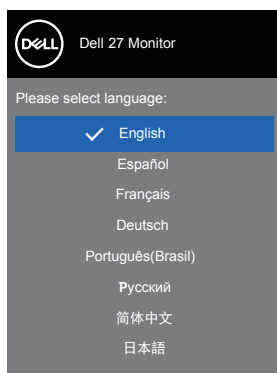 DELL
Dell 27 Monitor
Please select language:
English
Español
Français
Deutsch
Português(Brasil)
Русский
简体中文
日本語